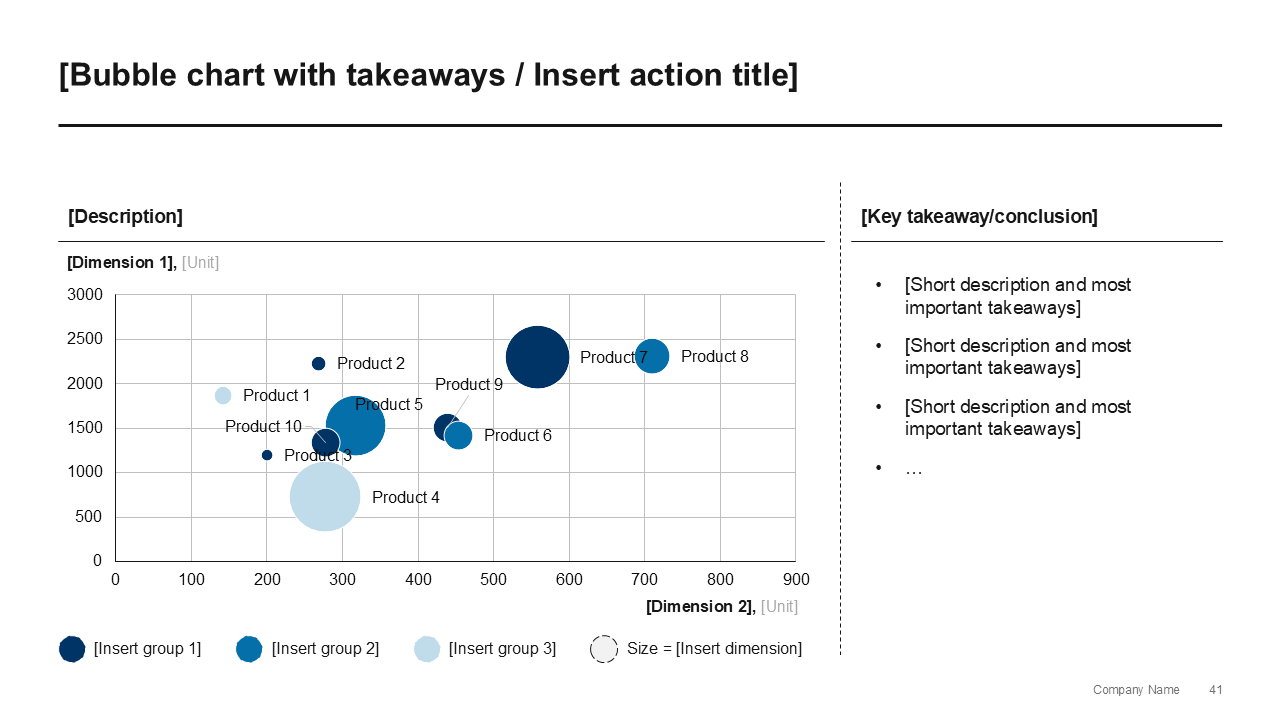 [Bubble chart with takeaways / Insert action title]
[Description]
[Dimension 1], [Unit]
3000
2500
2000
1500
1000
500
0
0 100 200 300 400 500 600 700 800 900
Product 2
Product 7
Product 8
Product 9
Product 1
Product 5
Product 10
Product 6
Product 3
Product 4
[Dimension 2], [Unit]
[Insert group 1]
[Insert group 2]
[Insert group 3]
Size = [Insert dimension]
[Key takeaway/conclusion]
• [Short description and most
important takeaways]
• [Short description and most
important takeaways]
• [Short description and most
important takeaways]
• …
Company Name 41